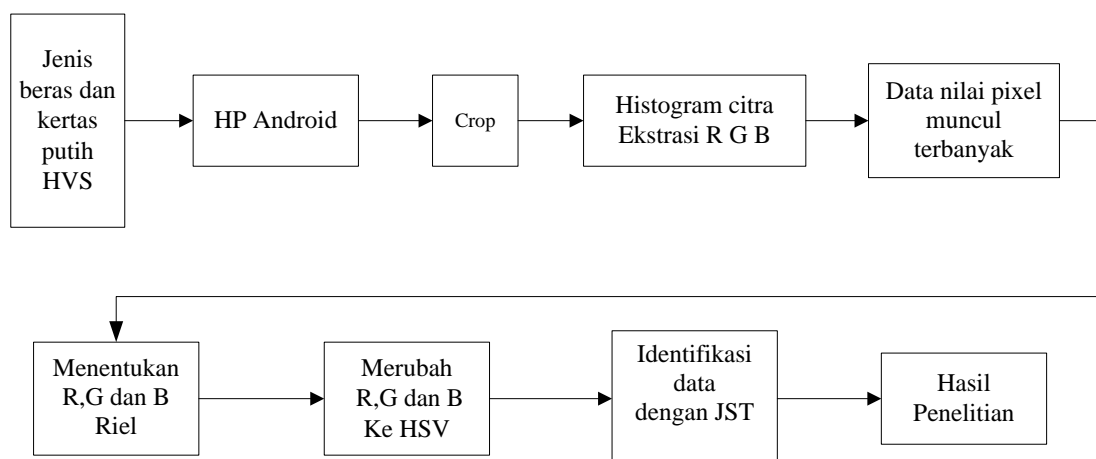 Jenis
beras dan
kertas
putih
HVS
HP Android
Crop
Histogram citra
Ekstrasi R G B
Data nilai pixel
muncul
terbanyak
Menentukan
R,G dan B
Riel
Merubah
R,G dan B
Ke HSV
Identifikasi
data
dengan JST
Hasil
Penelitian